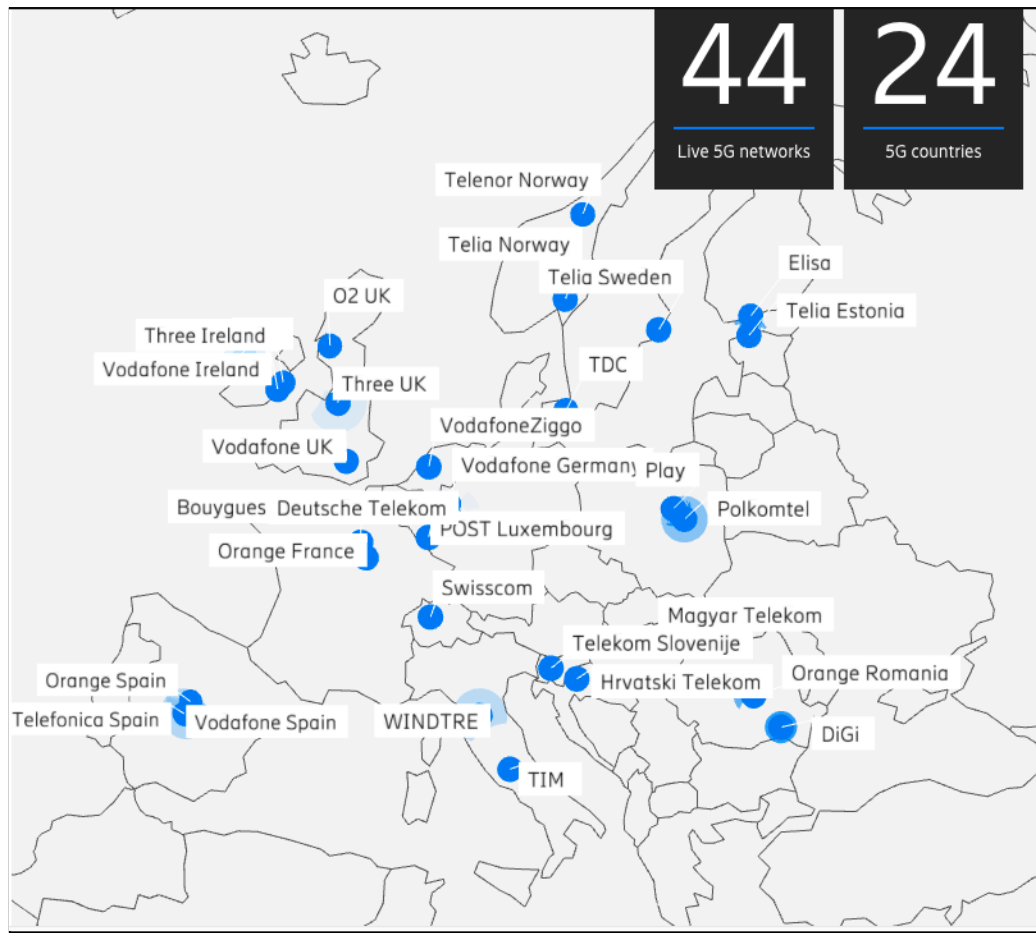 44
Live 5G networks
24
5G countries
Telenor Norway
Telia Norway
Elisa
Telia Sweden
O2 UK
Telia Estonia
Three Ireland
Vodafone Ireland
TDC
Three UK
VodafoneZiggo
Vodafone UK
Vodafone Germany
Play
Bouygues
Deutsche Telekom
Polkomtel
POST Luxembourg
Orange France
Swisscom
Magyar Telekom
Telekom Slovenije
Orange Spain
Hrvatski Telekom
Orange Romania
Telefonica Spain
Vodafone Spain
WINDTRE
DiGi
TIM